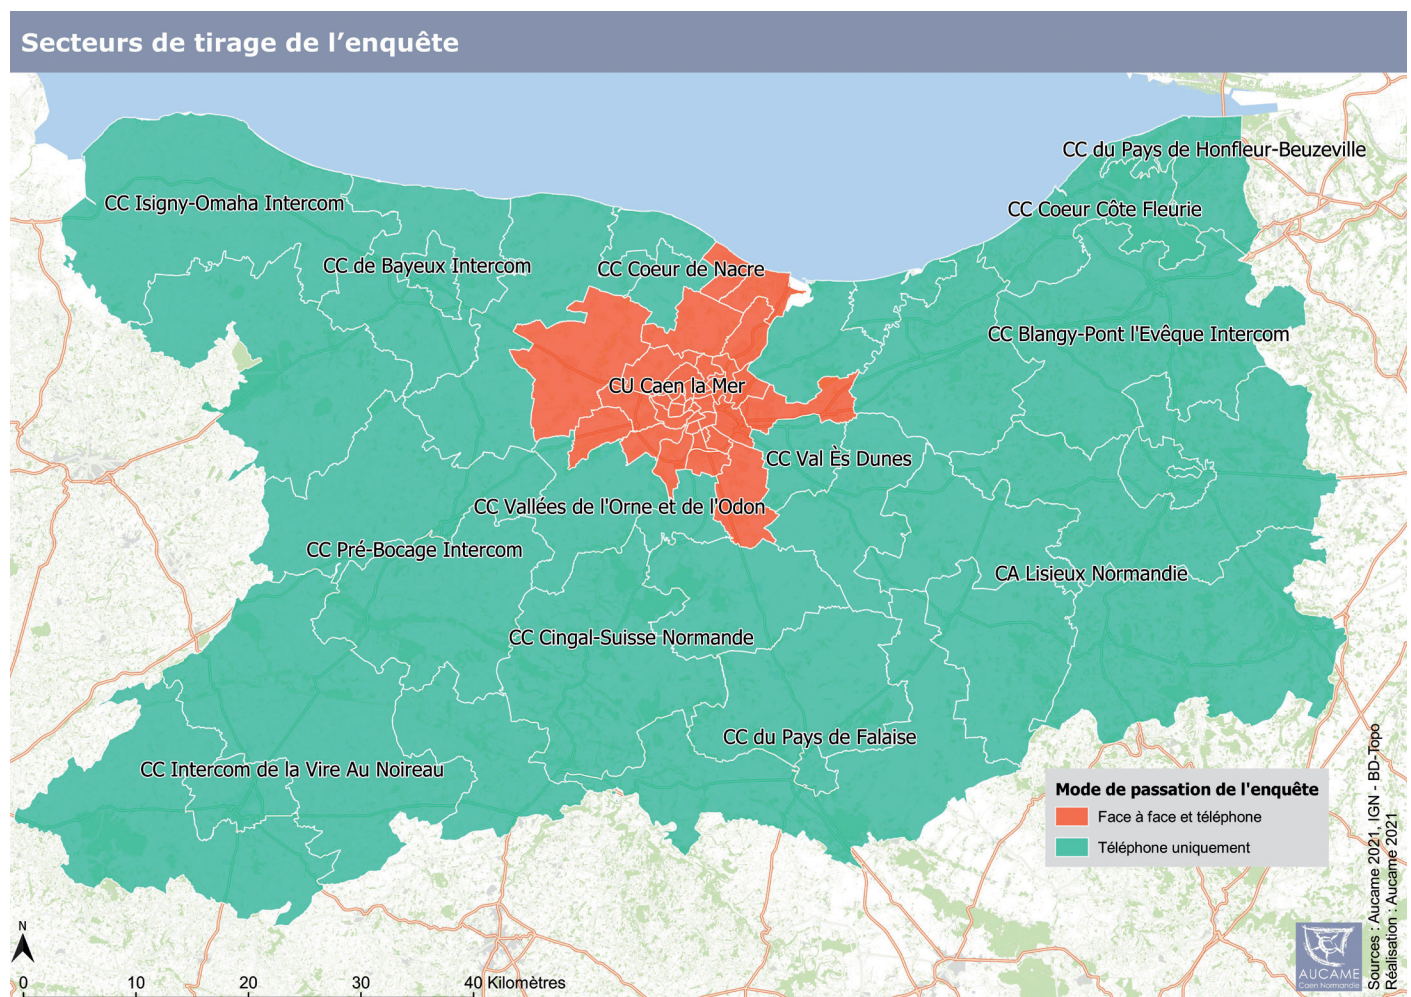 Secteurs de tirage de l’enquête
CC du Pays de Honfleur-Beuzeville
CC Isigny-Omaha Intercom
CC Coeur Côte Fleurie
CC de Bayeux Intercom
CC Coeur de Nacre
CC Blangy-Pont l'Evêque Intercom
CU Caen la Mer
CC Val Ès Dunes
CC Vallées de l'Orne et de l'Odon
CC Pré-Bocage Intercom
CA Lisieux Normandie
CC Cingal-Suisse Normande
CC du Pays de Falaise
CC Intercom de la Vire Au Noireau
Mode de passation de l'enquête
Face à face et téléphone
Téléphone uniquement
Sources : Aucame 2021, IGN - BD-Topo
Réalisation : Aucame 2021
N
0 10 20 30 40 Kilomètres
AUCAME
Caen Normandie